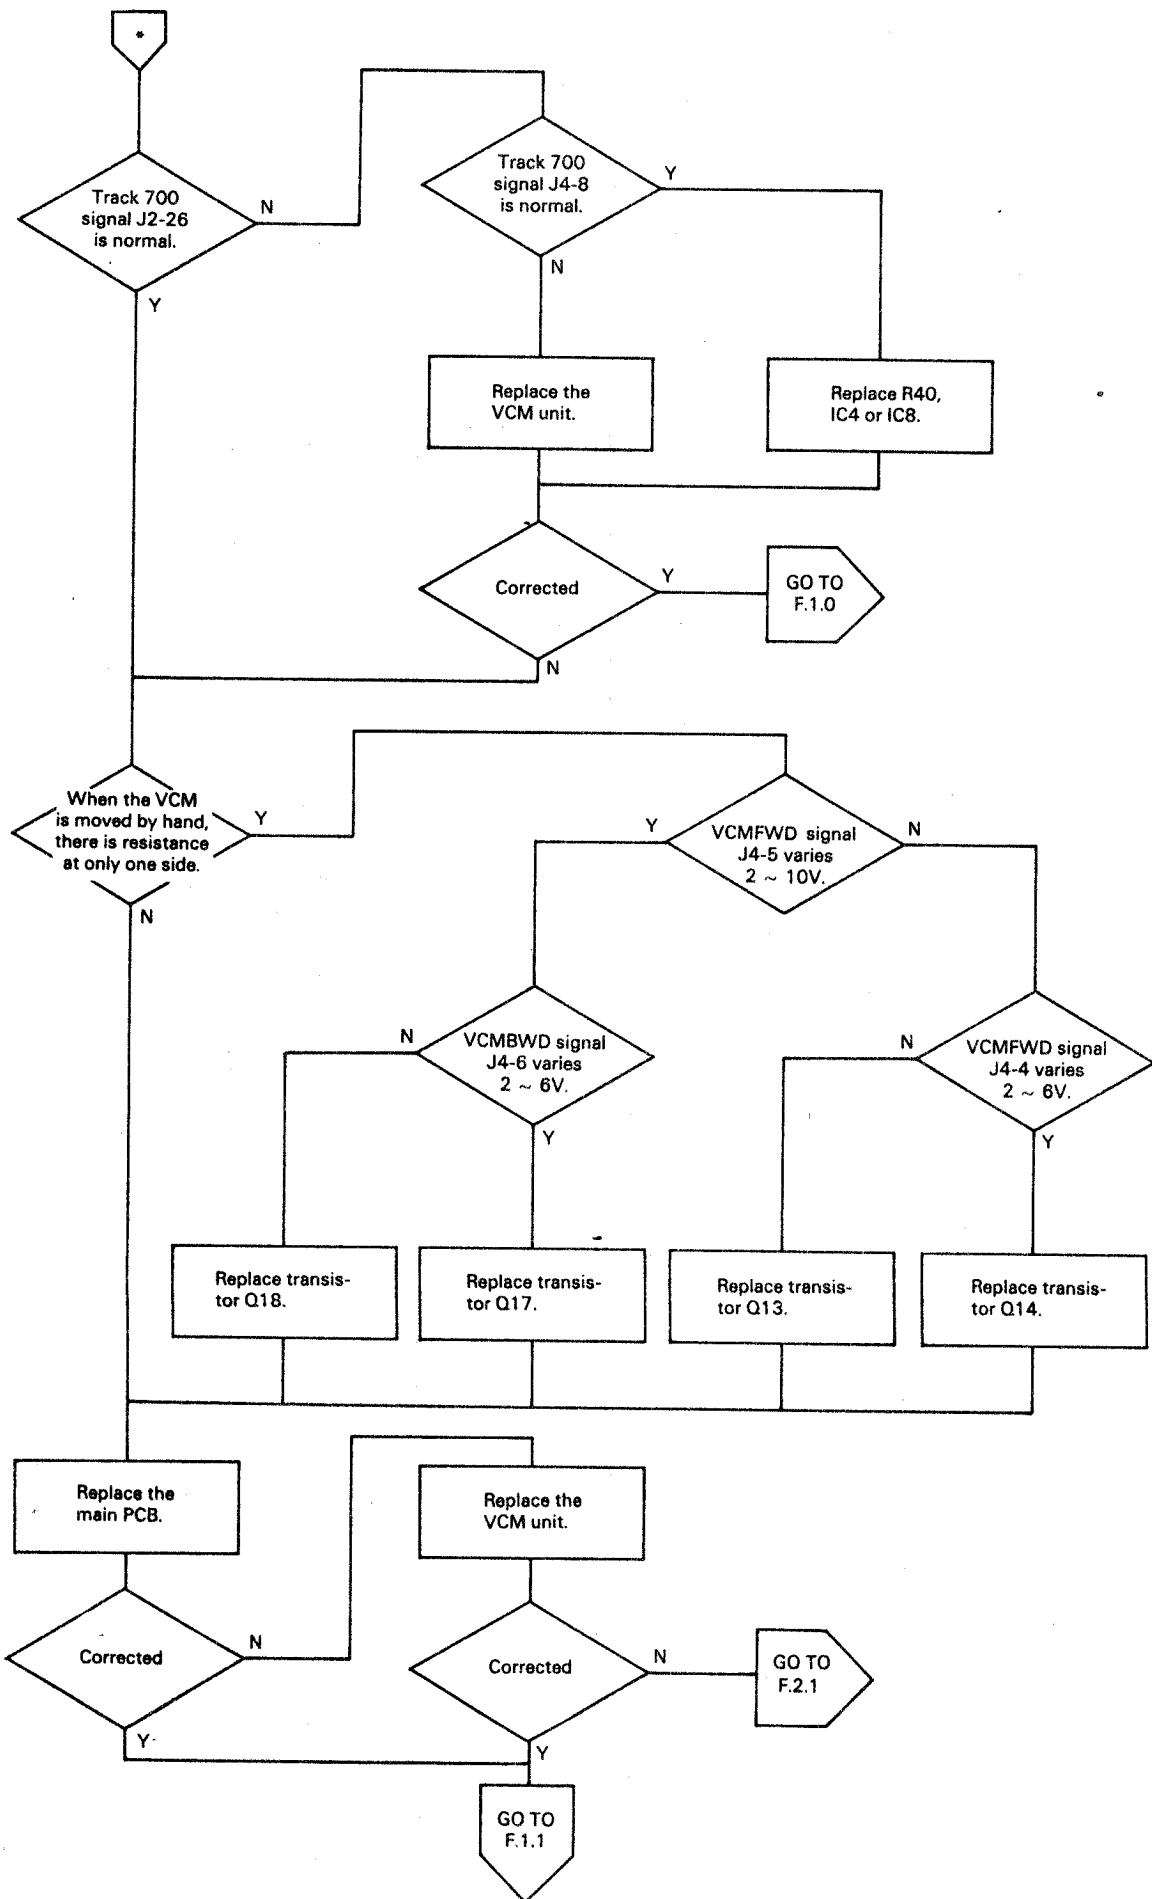 *
Track 700
signal J2-26
is normal.
N
Y
Track 700
signal J4-8
is normal.
Y
N
Replace the
VCM unit.
Replace R40,
IC4 or IC8.
Corrected
Y
N
GO TO
F.1.0
When the VCM
is moved by hand,
there is resistance
at only one side.
Y
N
VCMFWD signal
J4-5 varies
2 ~ 10V.
Y
N
VCMBWD signal
J4-6 varies
2 ~ 6V.
N
Y
VCMFWD signal
J4-4 varies
2 ~ 6V.
N
Y
Replace transis-
tor Q18.
Replace transis-
tor Q17.
Replace transis-
tor Q13.
Replace transis-
tor Q14.
Replace the
main PCB.
Replace the
VCM unit.
Corrected
N
Y
Corrected
N
Y
GO TO
F.2.1
GO TO
F.1.1